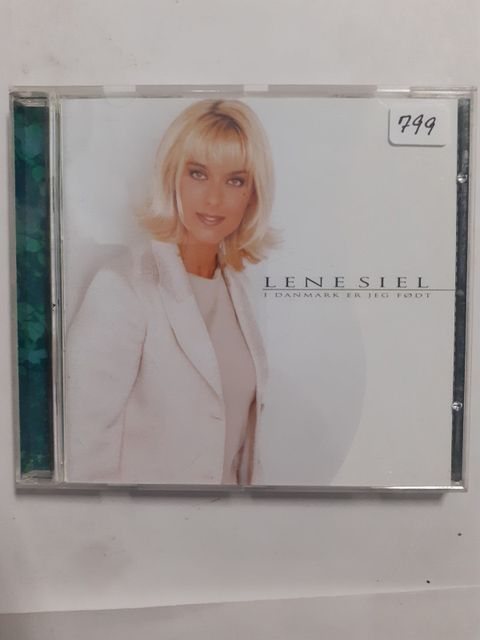 799
LENE SIEL
I DANMARK ER JEG FØDT